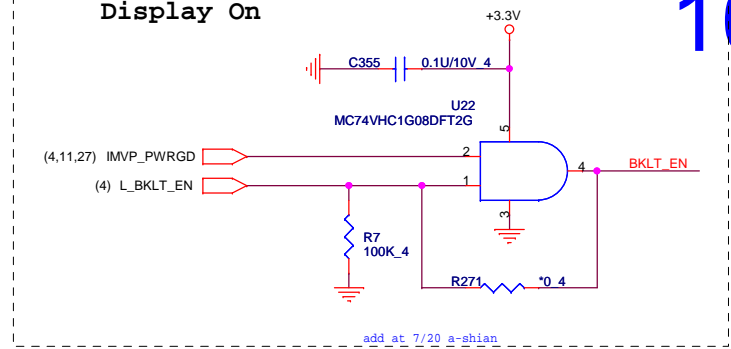 Display On
+3.3V
C355 0.1U/10V_4
U22
MC74VHC1G08DFT2G
5
(4,11,27) IMVP_PWRGD 2
4 BKLT_EN
(4) L_BKLT_EN 1
3
R7
100K_4
R271 *0_4
add at 7/20 a-shian